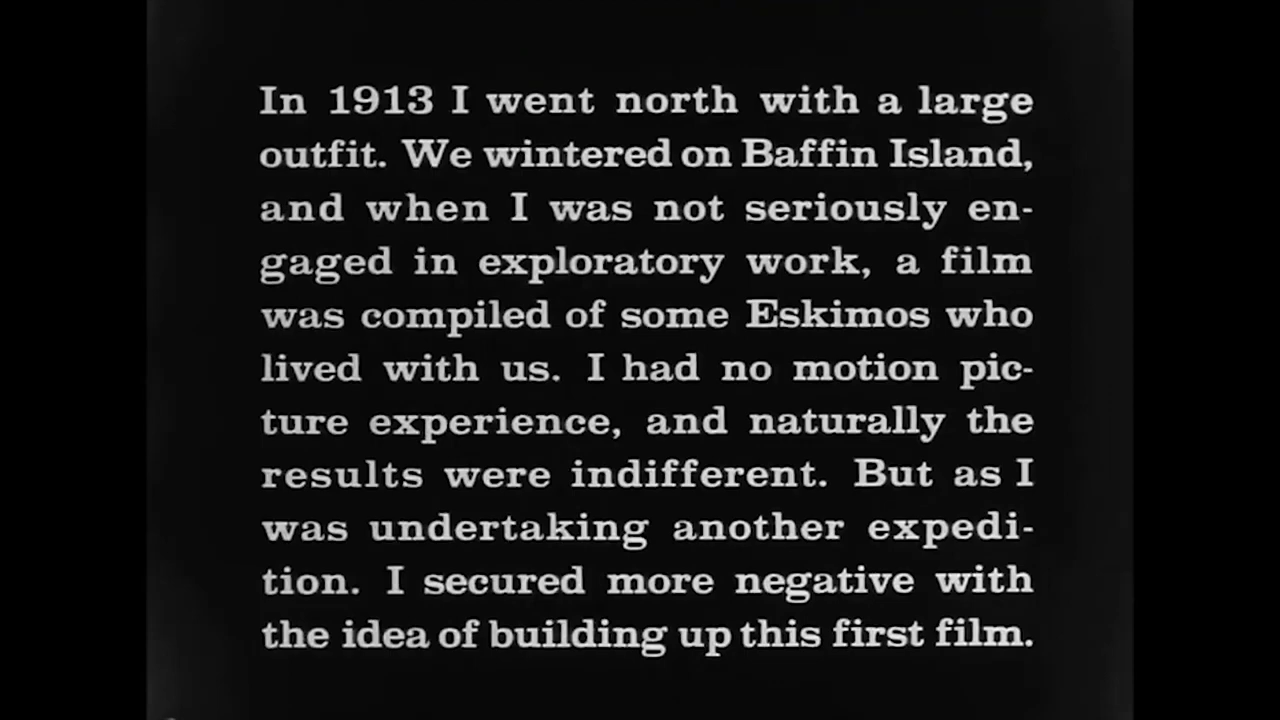 In 1913 I went north with a large
outfit. We wintered on Baffin Island,
and when I was not seriously en-
gaged in exploratory work, a film
was compiled of some Eskimos who
lived with us. I had no motion pic-
ture experience, and naturally the
results were indifferent. But as I
was undertaking another expedi-
tion. I secured more negative with
the idea of building up this first film.